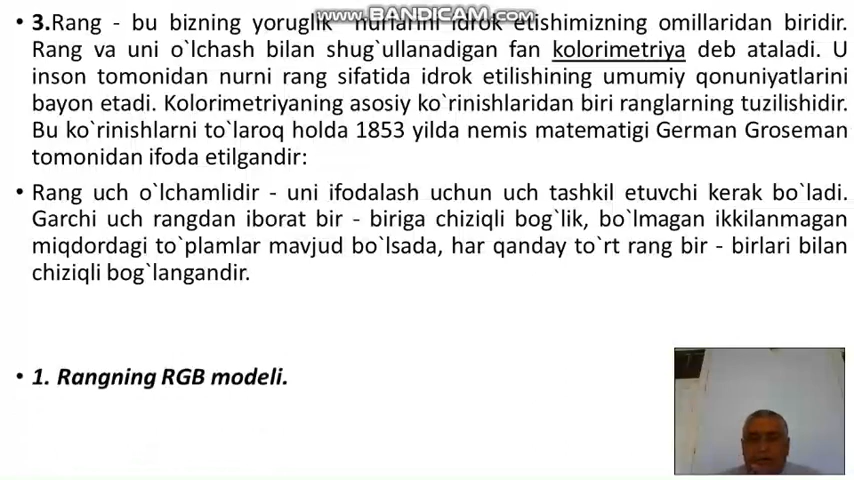 www.BANDICAM.com
• 3.Rang - bu bizning yoruglik nurlarini idrok etishimizning omillaridan biridir.
Rang va uni o`lchash bilan shug`ullanadigan fan kolorimetriya deb ataladi. U
inson tomonidan nurni rang sifatida idrok etilishining umumiy qonuniyatlarini
bayon etadi. Kolorimetriyaning asosiy ko`rinishlaridan biri ranglarning tuzilishidir.
Bu ko`rinishlarni to`laroq holda 1853 yilda nemis matematigi German Groseman
tomonidan ifoda etilgandir:
• Rang uch o`lchamlidir - uni ifodalash uchun uch tashkil etuvchi kerak bo`ladi.
Garchi uch rangdan iborat bir - biriga chiziqli bog`lik, bo`lmagan ikkilanmagan
miqdordagi to`plamlar mavjud bo`lsada, har qanday to`rt rang bir - birlari bilan
chiziqli bog`langandir.
• 1. Rangning RGB modeli.